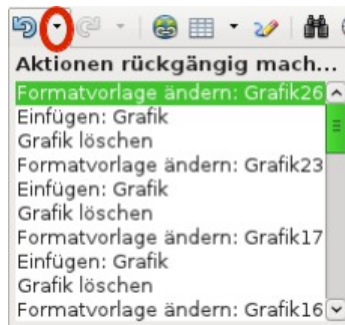 Aktionen rückgängig mach...
Formatvorlage ändern: Grafik26
Einfügen: Grafik
Grafik löschen
Formatvorlage ändern: Grafik23
Einfügen: Grafik
Grafik löschen
Formatvorlage ändern: Grafik17
Einfügen: Grafik
Grafik löschen
Formatvorlage ändern: Grafik16